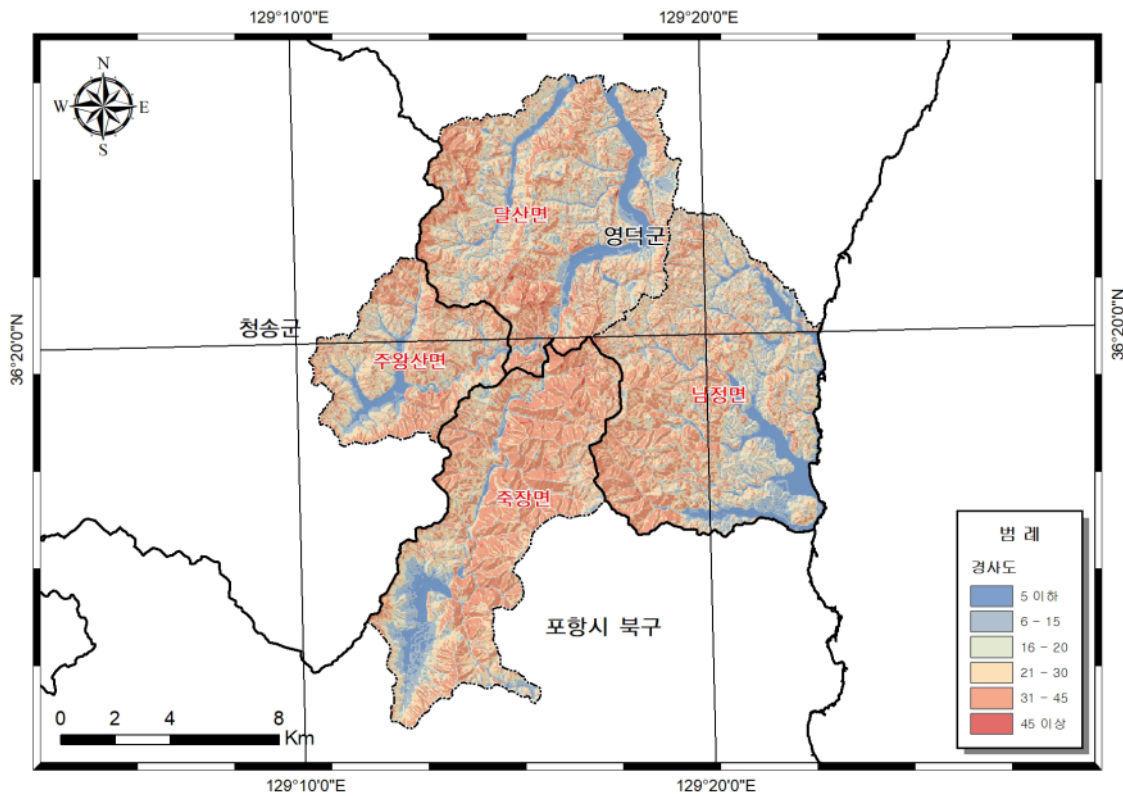 129°10'0"E
129°20'0"E
N
W
E
S
달산면
영덕군
청송군
36°20'0"N
36°20'0"N
주왕산면
남정면
죽장면
포항시 북구
범 례
경사도
5 이하
6 - 15
16 - 20
21 - 30
31 - 45
45 이상
0 2 4 8
Km
129°10'0"E
129°20'0"E